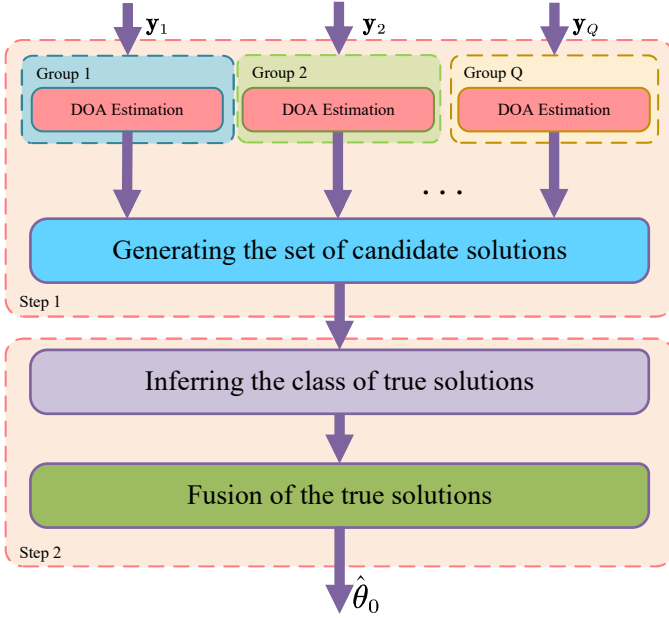 𝐲₁ 𝐲₂ 𝐲_Q
Group 1 Group 2 Group Q
DOA Estimation DOA Estimation DOA Estimation
. . .
Generating the set of candidate solutions
Step 1
Inferring the class of true solutions
Fusion of the true solutions
Step 2
θ̂₀